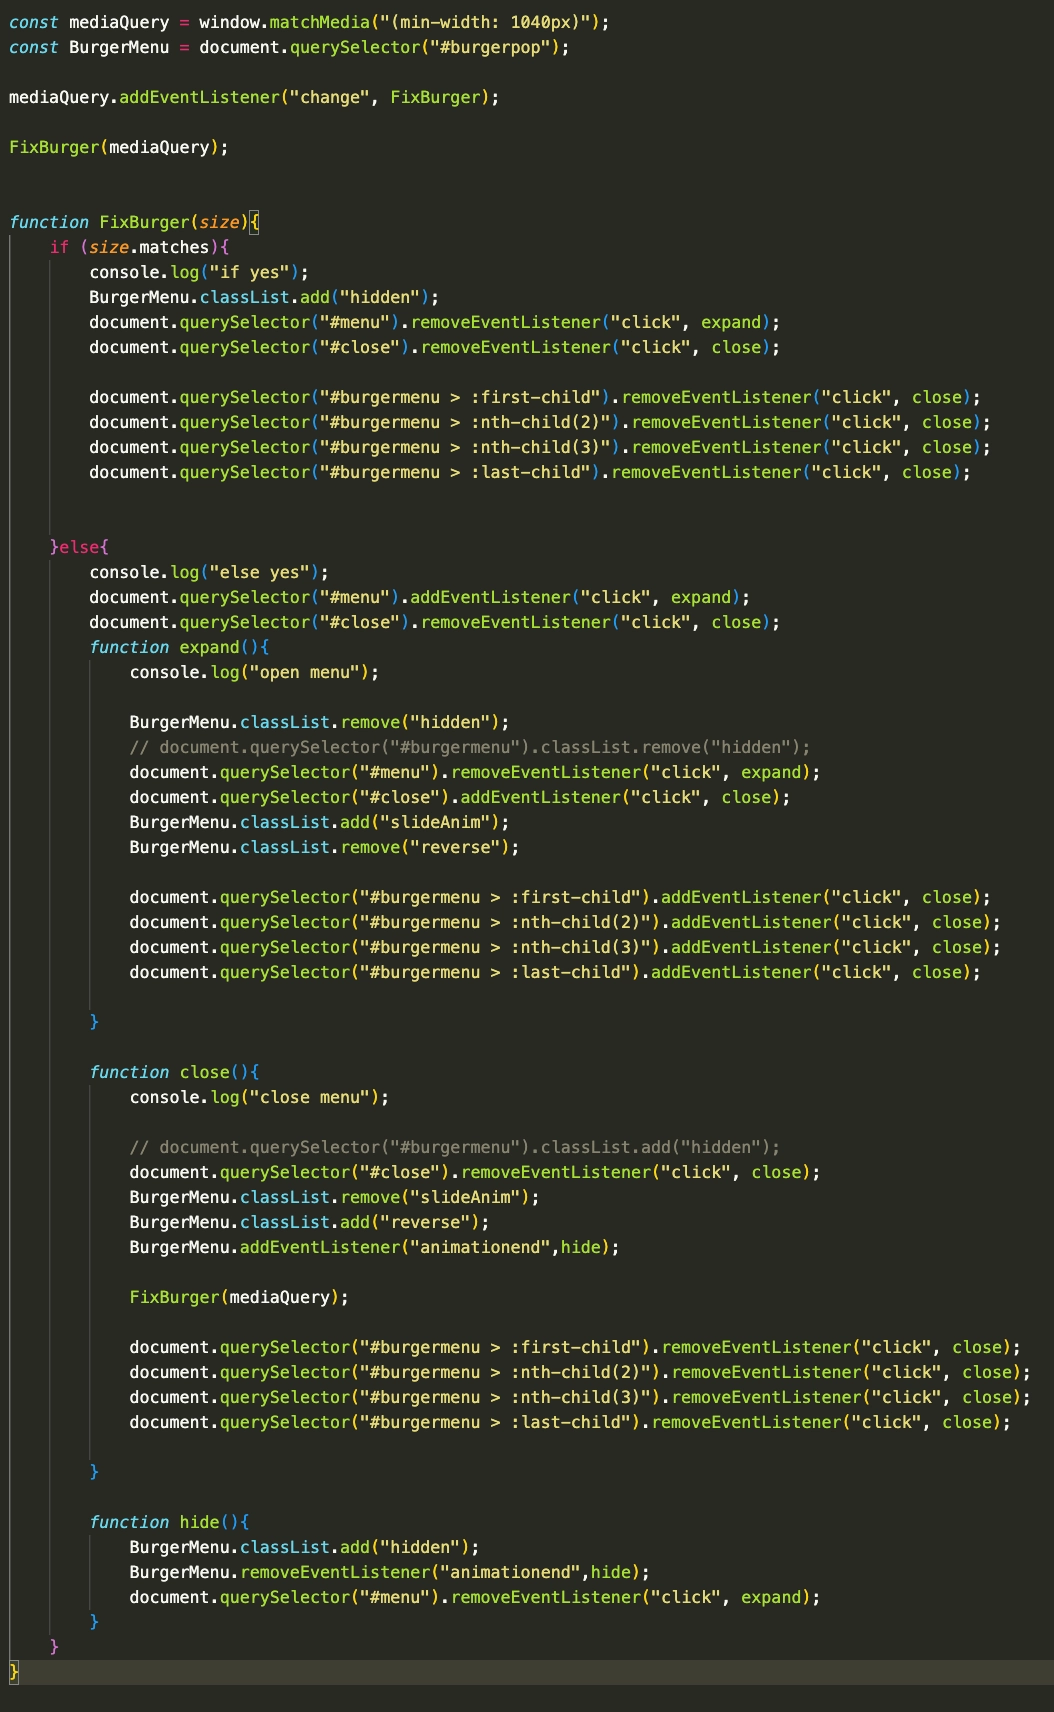 const mediaQuery = window.matchMedia("(min-width: 1040px)");
const BurgerMenu = document.querySelector("#burgerpop");
mediaQuery.addEventListener("change", FixBurger);
FixBurger(mediaQuery);
function FixBurger(size){
if (size.matches){
console.log("if yes");
BurgerMenu.classList.add("hidden");
document.querySelector("#menu").removeEventListener("click", expand);
document.querySelector("#close").removeEventListener("click", close);
document.querySelector("#burgermenu > :first-child").removeEventListener("click", close);
document.querySelector("#burgermenu > :nth-child(2)").removeEventListener("click", close);
document.querySelector("#burgermenu > :nth-child(3)").removeEventListener("click", close);
document.querySelector("#burgermenu > :last-child").removeEventListener("click", close);
}else{
console.log("else yes");
document.querySelector("#menu").addEventListener("click", expand);
document.querySelector("#close").removeEventListener("click", close);
function expand(){
console.log("open menu");
BurgerMenu.classList.remove("hidden");
// document.querySelector("#burgermenu").classList.remove("hidden");
document.querySelector("#menu").removeEventListener("click", expand);
document.querySelector("#close").addEventListener("click", close);
BurgerMenu.classList.add("slideAnim");
BurgerMenu.classList.remove("reverse");
document.querySelector("#burgermenu > :first-child").addEventListener("click", close);
document.querySelector("#burgermenu > :nth-child(2)").addEventListener("click", close);
document.querySelector("#burgermenu > :nth-child(3)").addEventListener("click", close);
document.querySelector("#burgermenu > :last-child").addEventListener("click", close);
}
function close(){
console.log("close menu");
// document.querySelector("#burgermenu").classList.add("hidden");
document.querySelector("#close").removeEventListener("click", close);
BurgerMenu.classList.remove("slideAnim");
BurgerMenu.classList.add("reverse");
BurgerMenu.addEventListener("animationend",hide);
FixBurger(mediaQuery);
document.querySelector("#burgermenu > :first-child").removeEventListener("click", close);
document.querySelector("#burgermenu > :nth-child(2)").removeEventListener("click", close);
document.querySelector("#burgermenu > :nth-child(3)").removeEventListener("click", close);
document.querySelector("#burgermenu > :last-child").removeEventListener("click", close);
}
function hide(){
BurgerMenu.classList.add("hidden");
BurgerMenu.removeEventListener("animationend",hide);
document.querySelector("#menu").removeEventListener("click", expand);
}
}
}